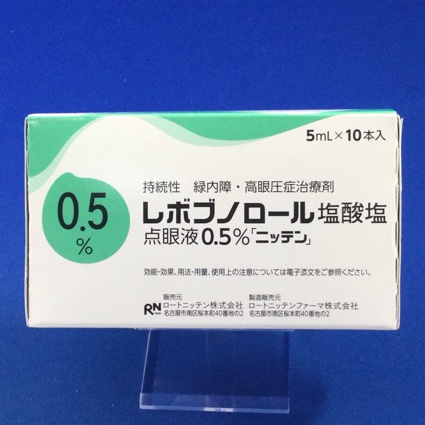 5mL×10本入
0.5
%
持続性 緑内障・高眼圧症治療剤
レボブノロール塩酸塩
点眼液0.5%「ニッテン」
効能・効果、用法・用量、使用上の注意については電子添文をご参照ください。
RN
販売元
ロートニッテン株式会社
名古屋市南区桜本町40番地の2
製造販売元
ロートニッテンファーマ株式会社
名古屋市南区桜本町40番地の2